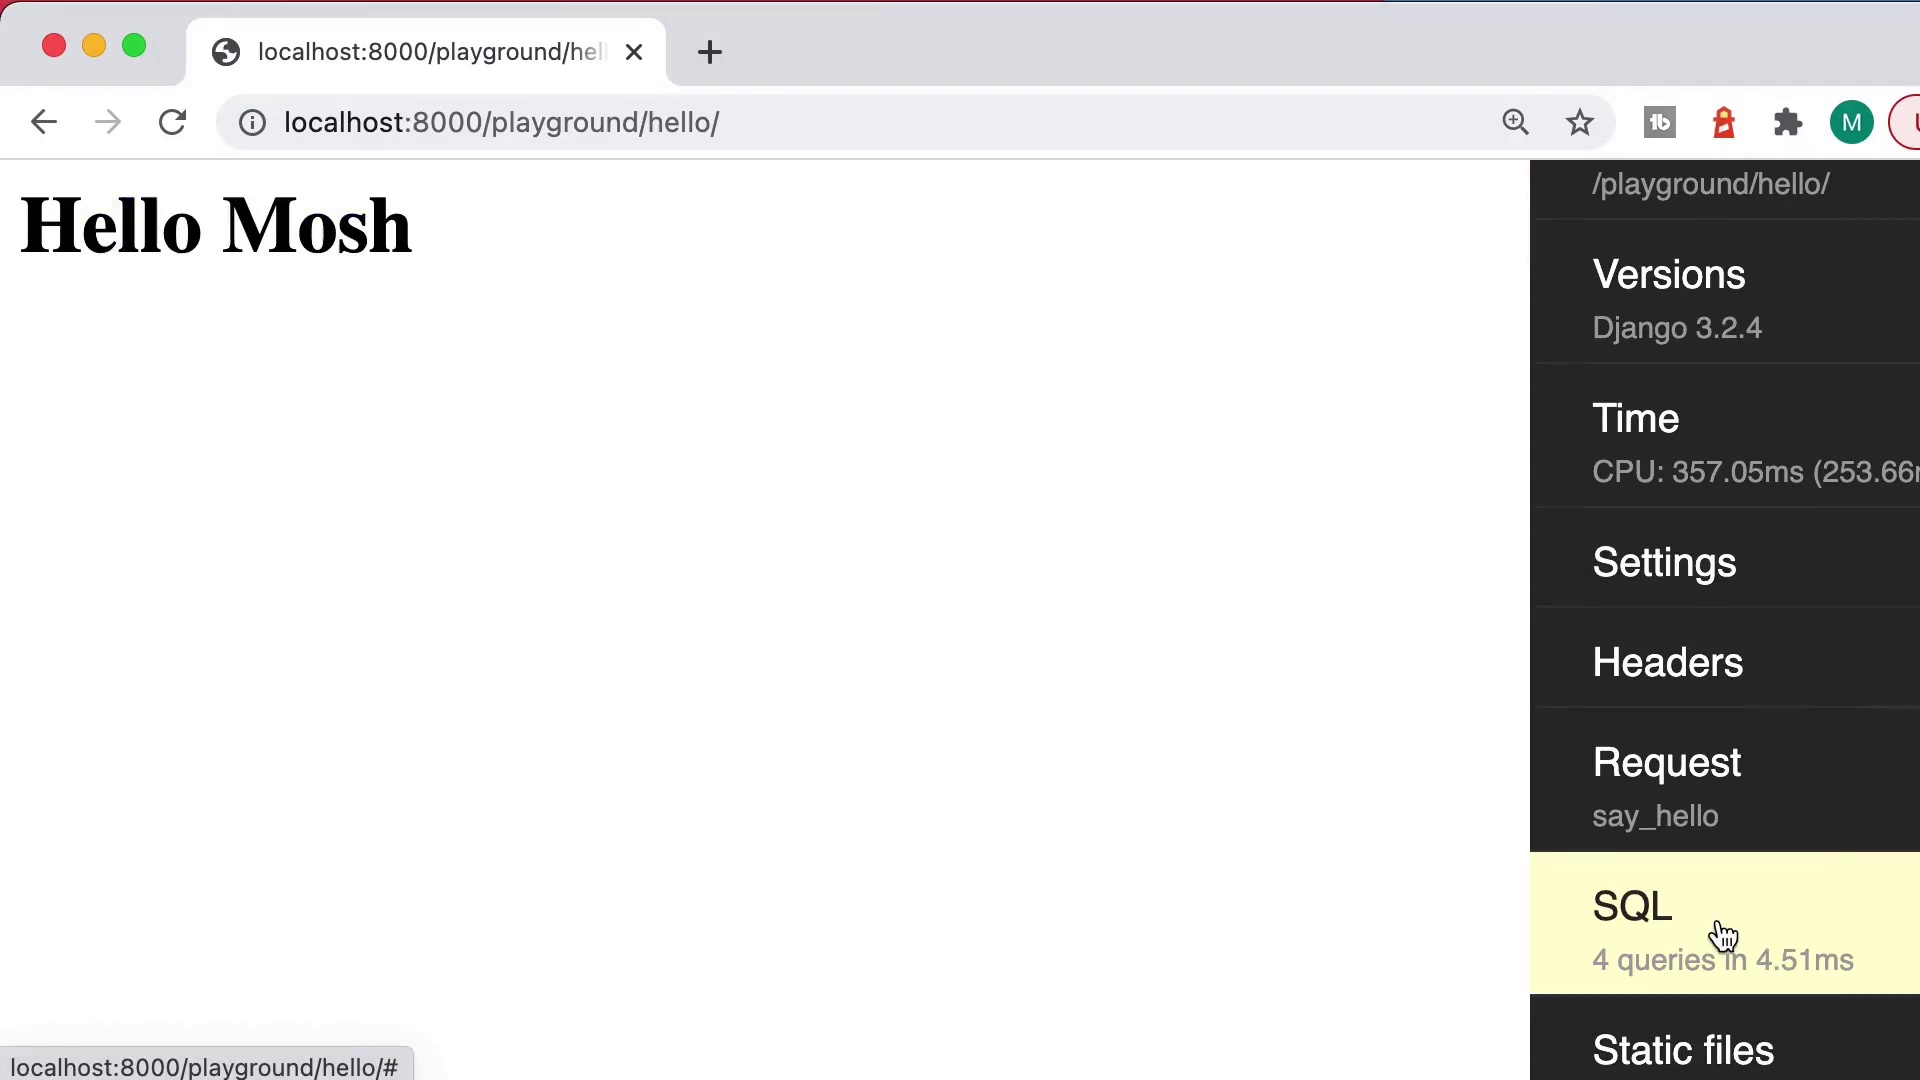 localhost:8000/playground/hel
localhost:8000/playground/hello/
M
Hello Mosh
/playground/hello/
Versions
Django 3.2.4
Time
CPU: 357.05ms (253.66
Settings
Headers
Request
say_hello
SQL
4 queries in 4.51ms
Static files
localhost:8000/playground/hello/#